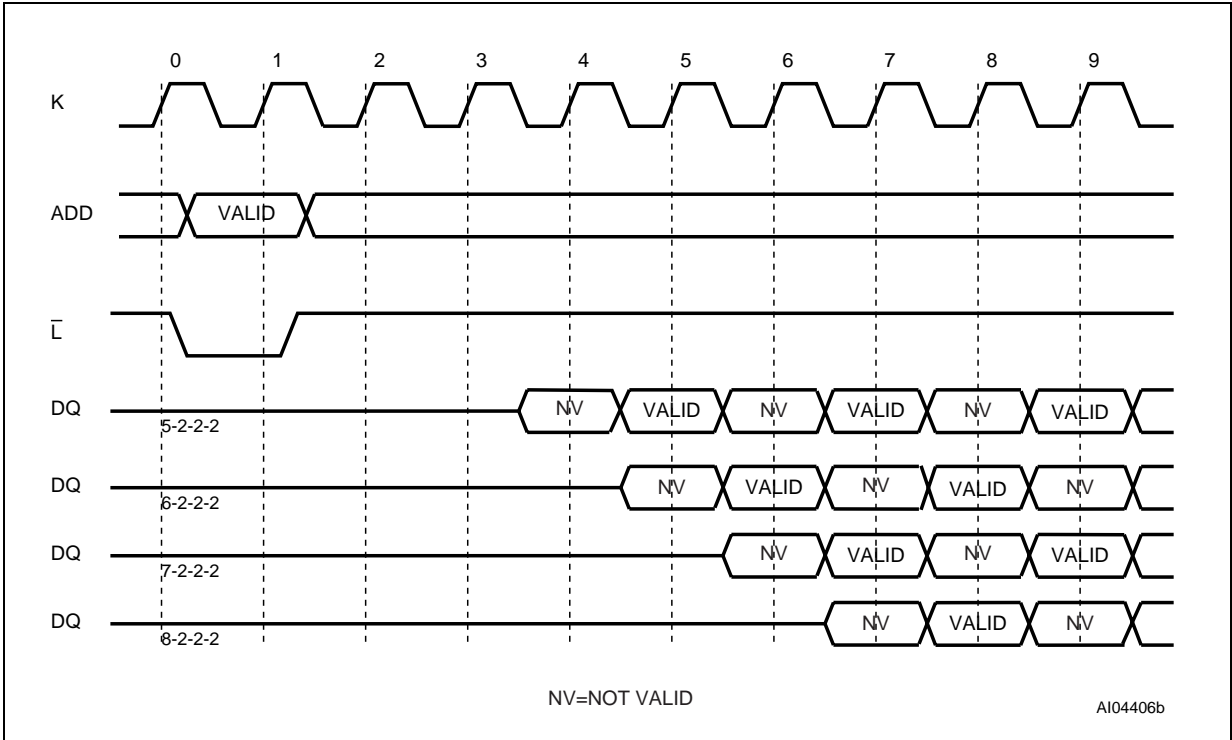 0 1 2 3 4 5 6 7 8 9
K
ADD VALID
L̅
DQ NV VALID NV VALID NV VALID
5-2-2-2
DQ NV VALID NV VALID NV
6-2-2-2
DQ NV VALID NV VALID
7-2-2-2
DQ NV VALID NV
8-2-2-2
NV=NOT VALID
AI04406b